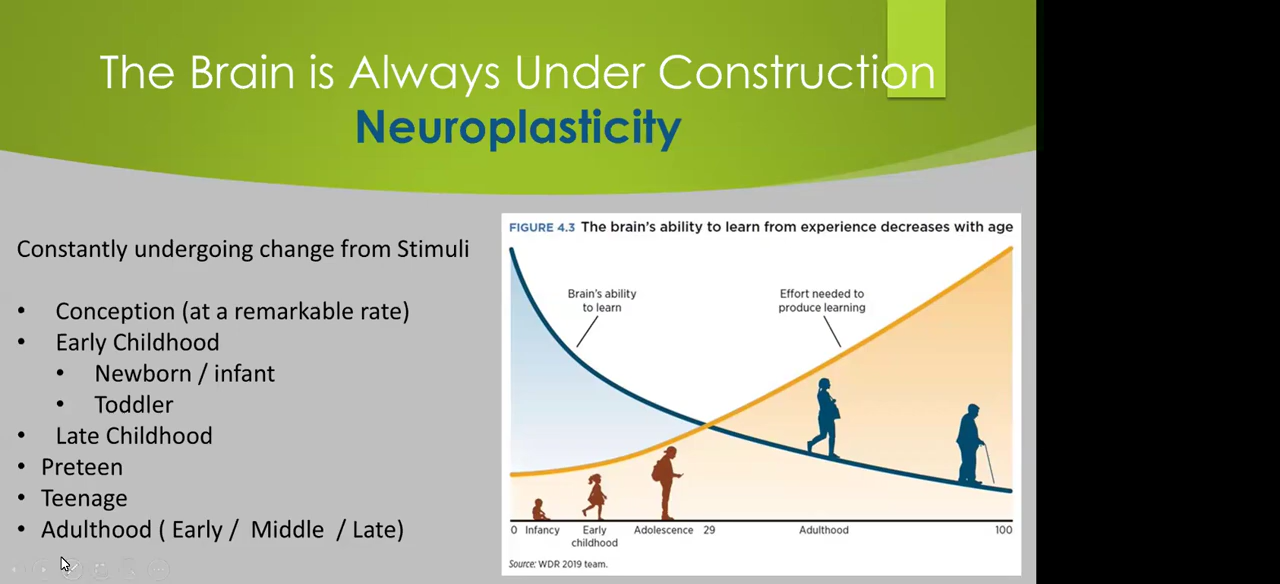 The Brain is Always Under Construction
Neuroplasticity
Constantly undergoing change from Stimuli
• Conception (at a remarkable rate)
• Early Childhood
• Newborn / infant
• Toddler
• Late Childhood
• Preteen
• Teenage
• Adulthood ( Early / Middle / Late)
FIGURE 4.3 The brain's ability to learn from experience decreases with age
Brain's ability
to learn
Effort needed to
produce learning
0 Infancy Early childhood Adolescence 29 Adulthood 100
Source: WDR 2019 team.